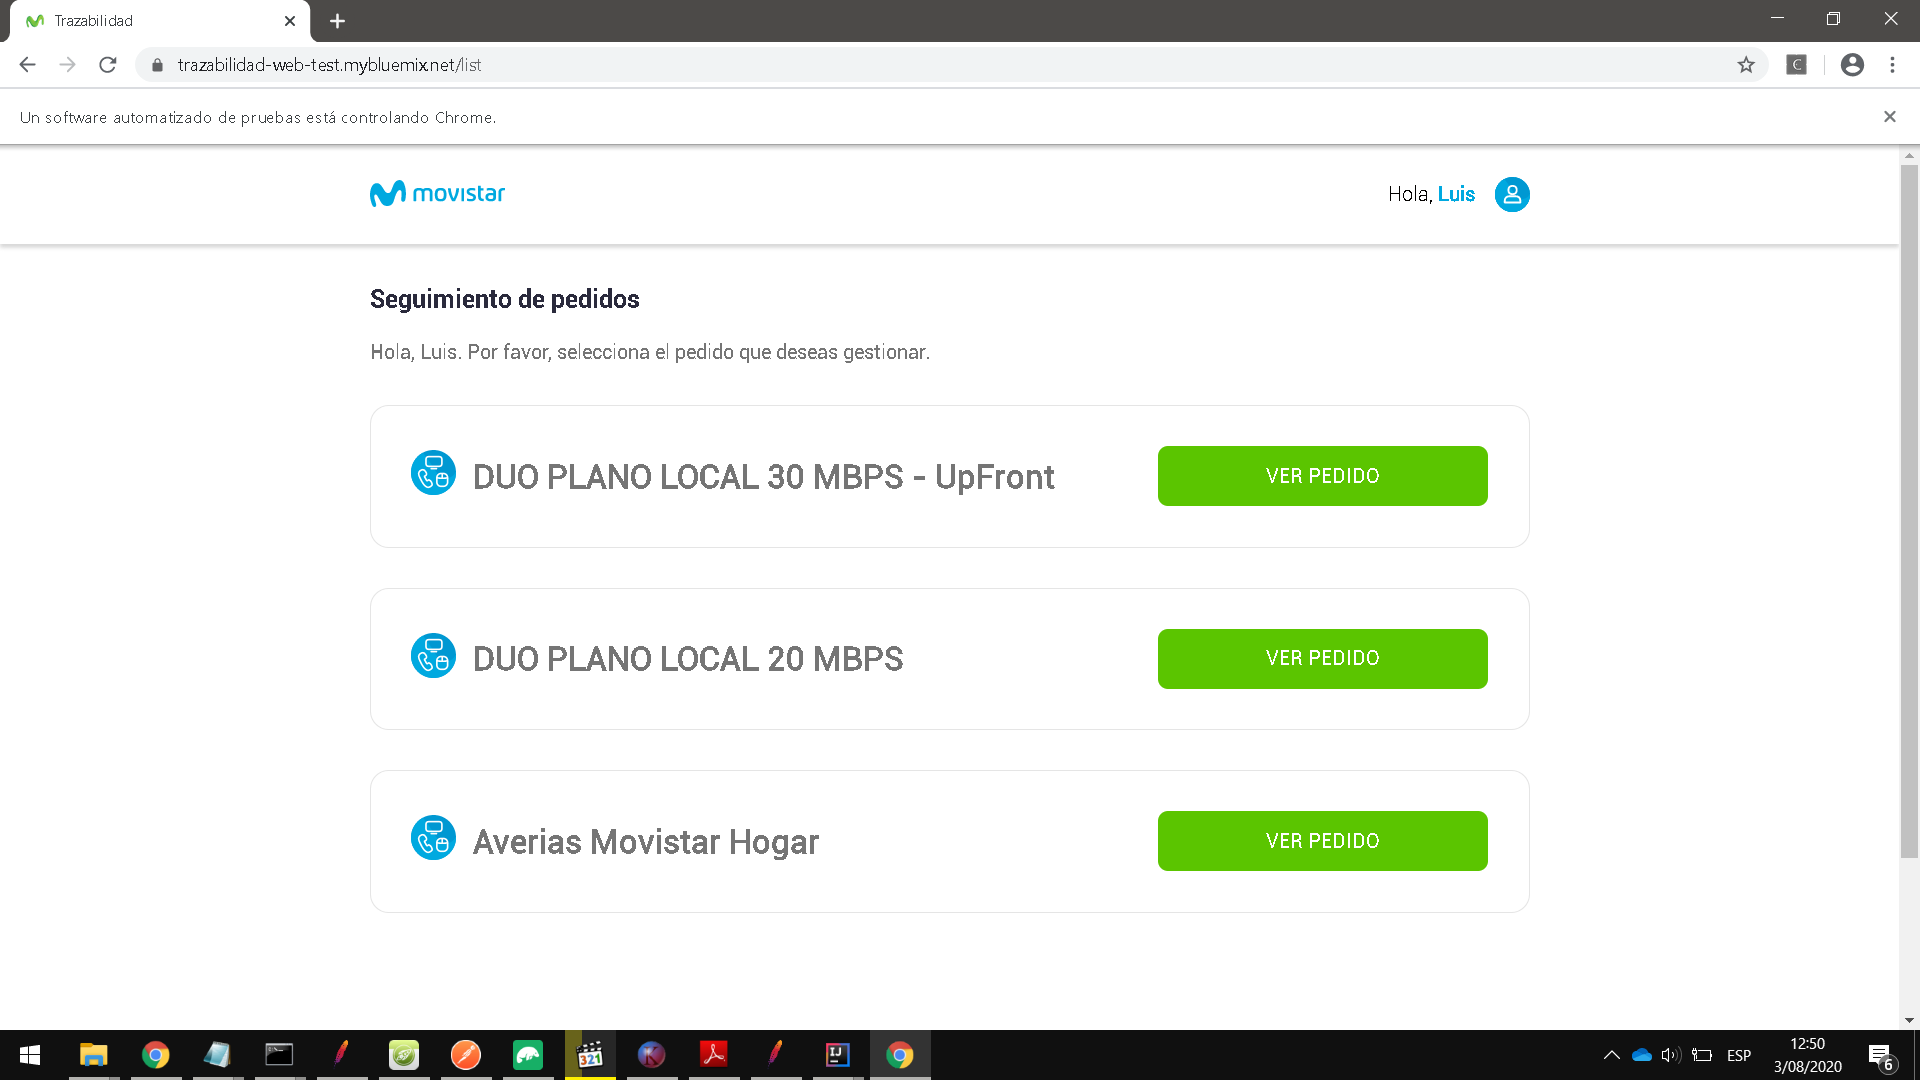 Trazabilidad
trazabilidad-web-test.mybluemix.net/list
Un software automatizado de pruebas está controlando Chrome.
movistar
Hola, Luis
Seguimiento de pedidos
Hola, Luis. Por favor, selecciona el pedido que deseas gestionar.
DUO PLANO LOCAL 30 MBPS - UpFront
VER PEDIDO
DUO PLANO LOCAL 20 MBPS
VER PEDIDO
Averias Movistar Hogar
VER PEDIDO
321
IJ
ESP
12:50
3/08/2020
6